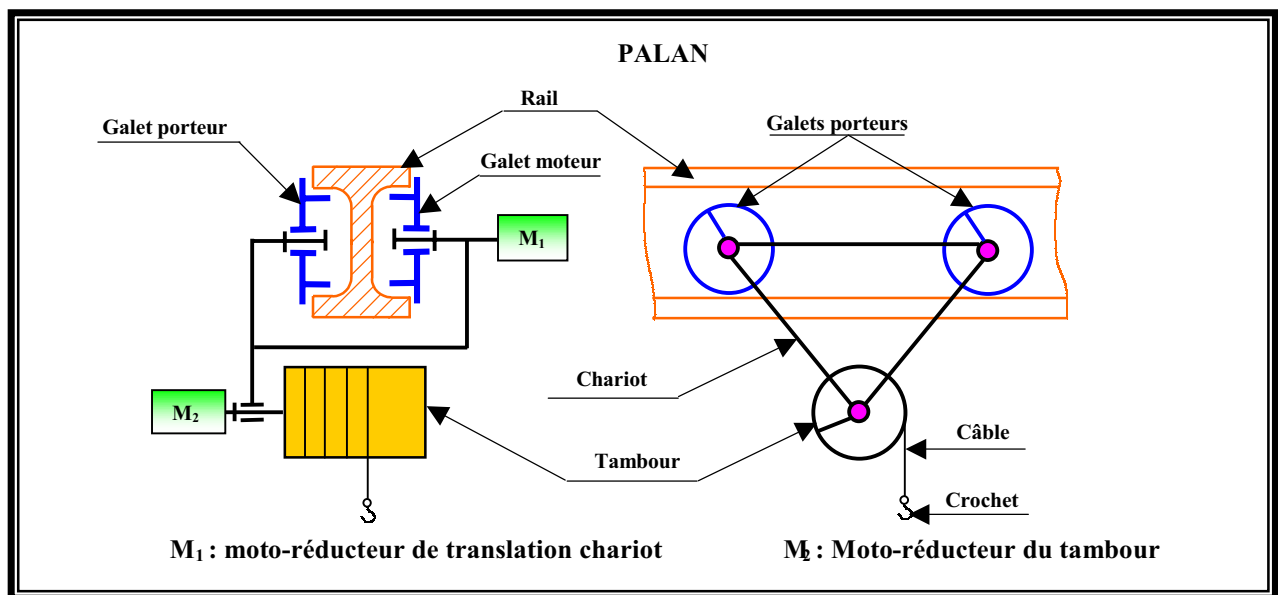 PALAN
Rail
Galet porteur
Galets porteurs
Galet moteur
M₁
Chariot
M₂
Câble
Tambour
Crochet
M₁ : moto-réducteur de translation chariot
M₂ : Moto-réducteur du tambour